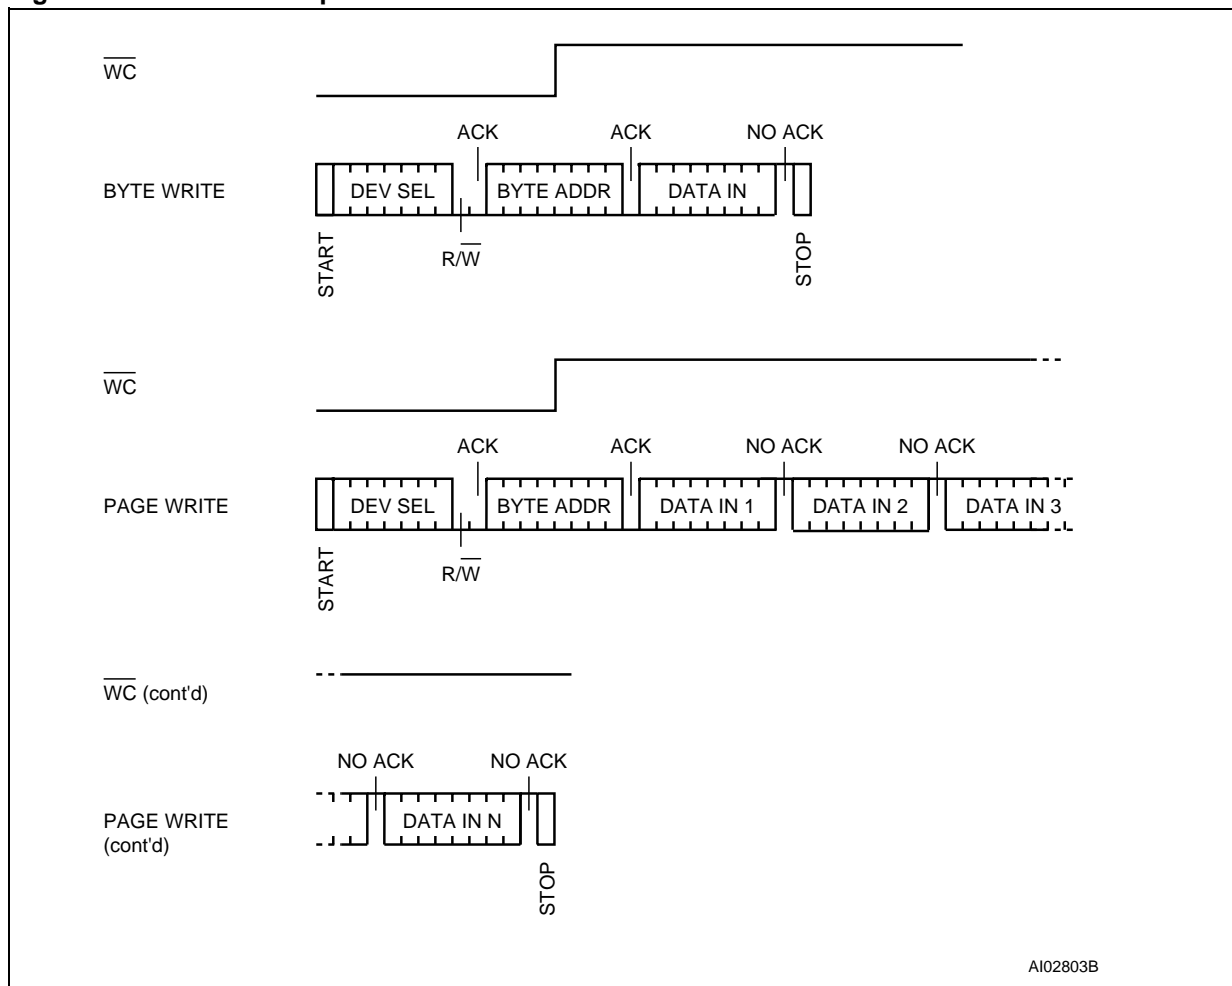 WC
ACK ACK NO ACK
BYTE WRITE DEV SEL BYTE ADDR DATA IN
R/W
START
STOP
WC
ACK ACK NO ACK NO ACK
PAGE WRITE DEV SEL BYTE ADDR DATA IN 1 DATA IN 2 DATA IN 3
R/W
START
WC (cont'd)
NO ACK NO ACK
PAGE WRITE
(cont'd)
DATA IN N
STOP
AI02803B